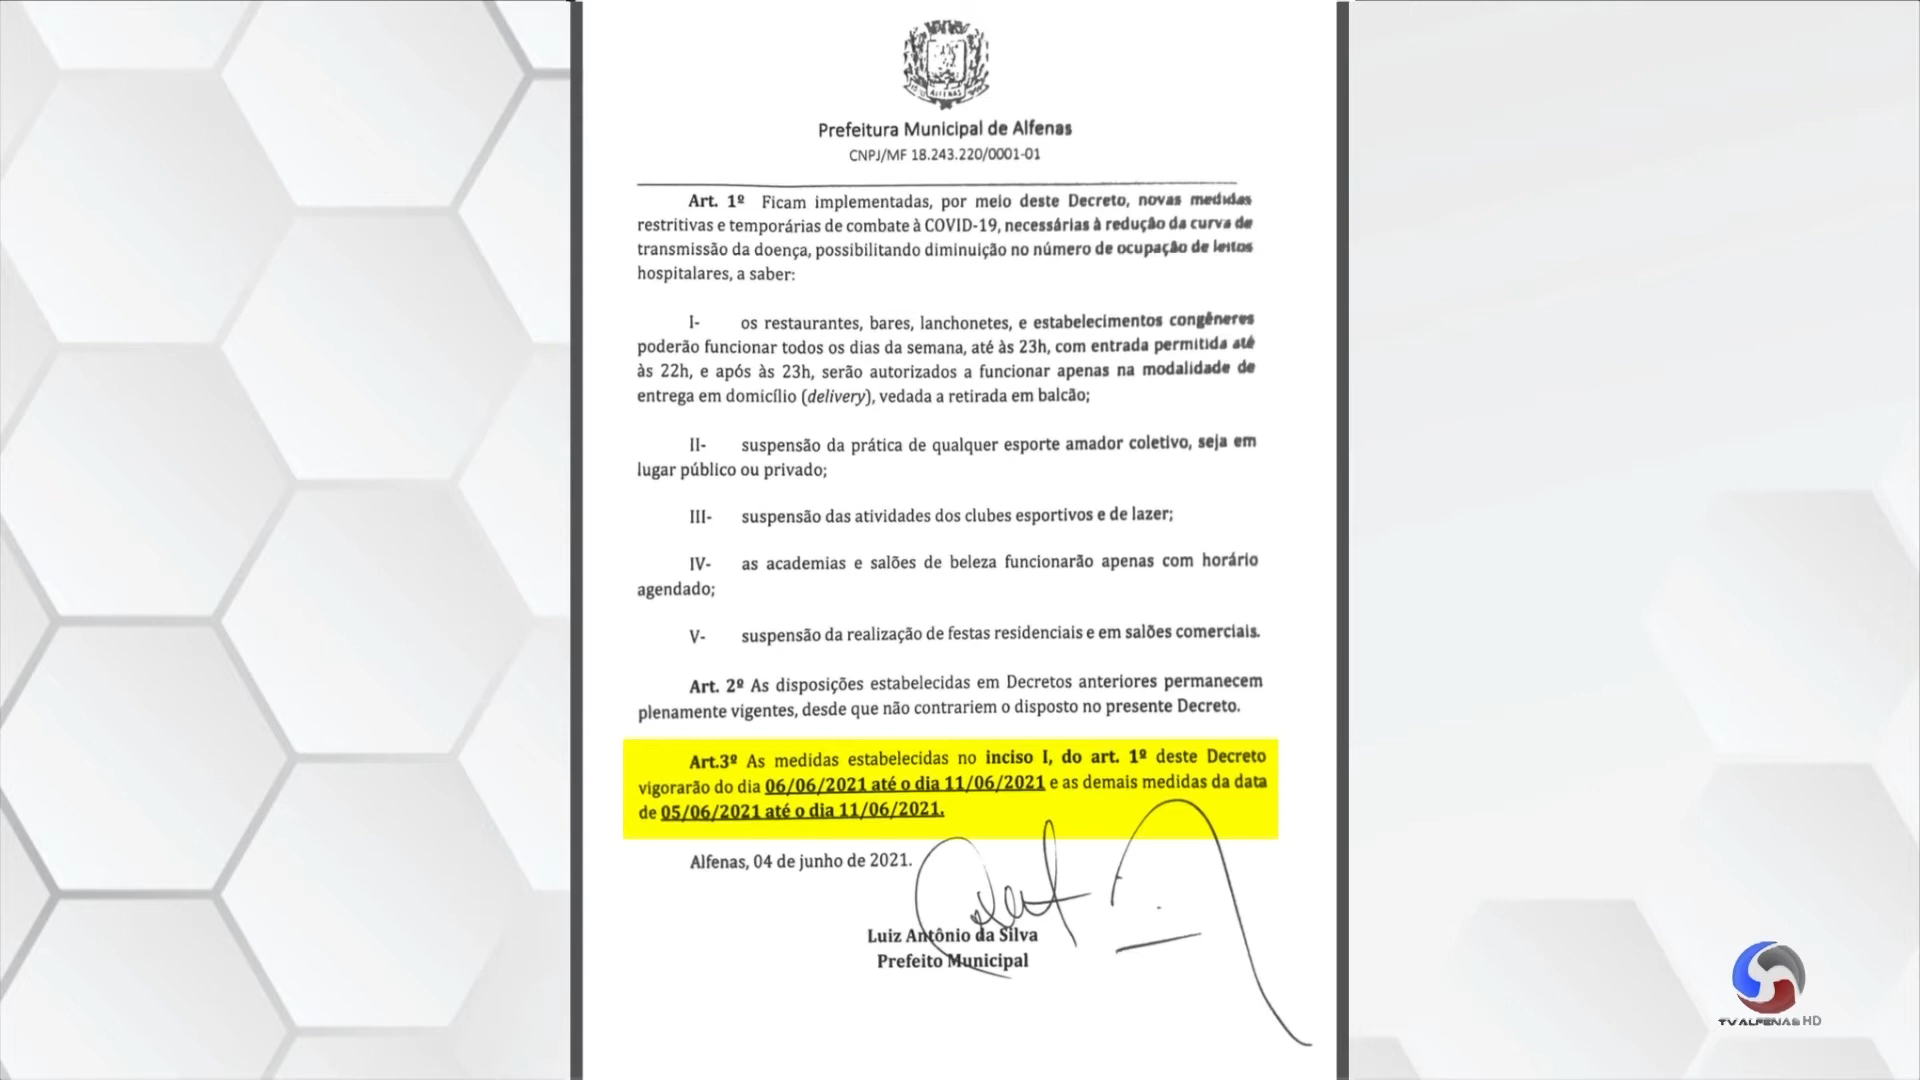 ALFENAS
Prefeitura Municipal de Alfenas
CNPJ/MF 18.243.220/0001-01
Art. 1º Ficam implementadas, por meio deste Decreto, novas medidas
restritivas e temporárias de combate à COVID-19, necessárias à redução da curva de
transmissão da doença, possibilitando diminuição no número de ocupação de leitos
hospitalares, a saber:
I- os restaurantes, bares, lanchonetes, e estabelecimentos congêneres
poderão funcionar todos os dias da semana, até às 23h, com entrada permitida até
às 22h, e após às 23h, serão autorizados a funcionar apenas na modalidade de
entrega em domicílio (delivery), vedada a retirada em balcão;
II- suspensão da prática de qualquer esporte amador coletivo, seja em
lugar público ou privado;
III- suspensão das atividades dos clubes esportivos e de lazer;
IV- as academias e salões de beleza funcionarão apenas com horário
agendado;
V- suspensão da realização de festas residenciais e em salões comerciais.
Art. 2º As disposições estabelecidas em Decretos anteriores permanecem
plenamente vigentes, desde que não contrariem o disposto no presente Decreto.
Art.3º As medidas estabelecidas no inciso I, do art. 1º deste Decreto
vigorarão do dia 06/06/2021 até o dia 11/06/2021 e as demais medidas da data
de 05/06/2021 até o dia 11/06/2021.
Alfenas, 04 de junho de 2021.
Luiz Antônio da Silva
Prefeito Municipal
TV ALFENAS HD